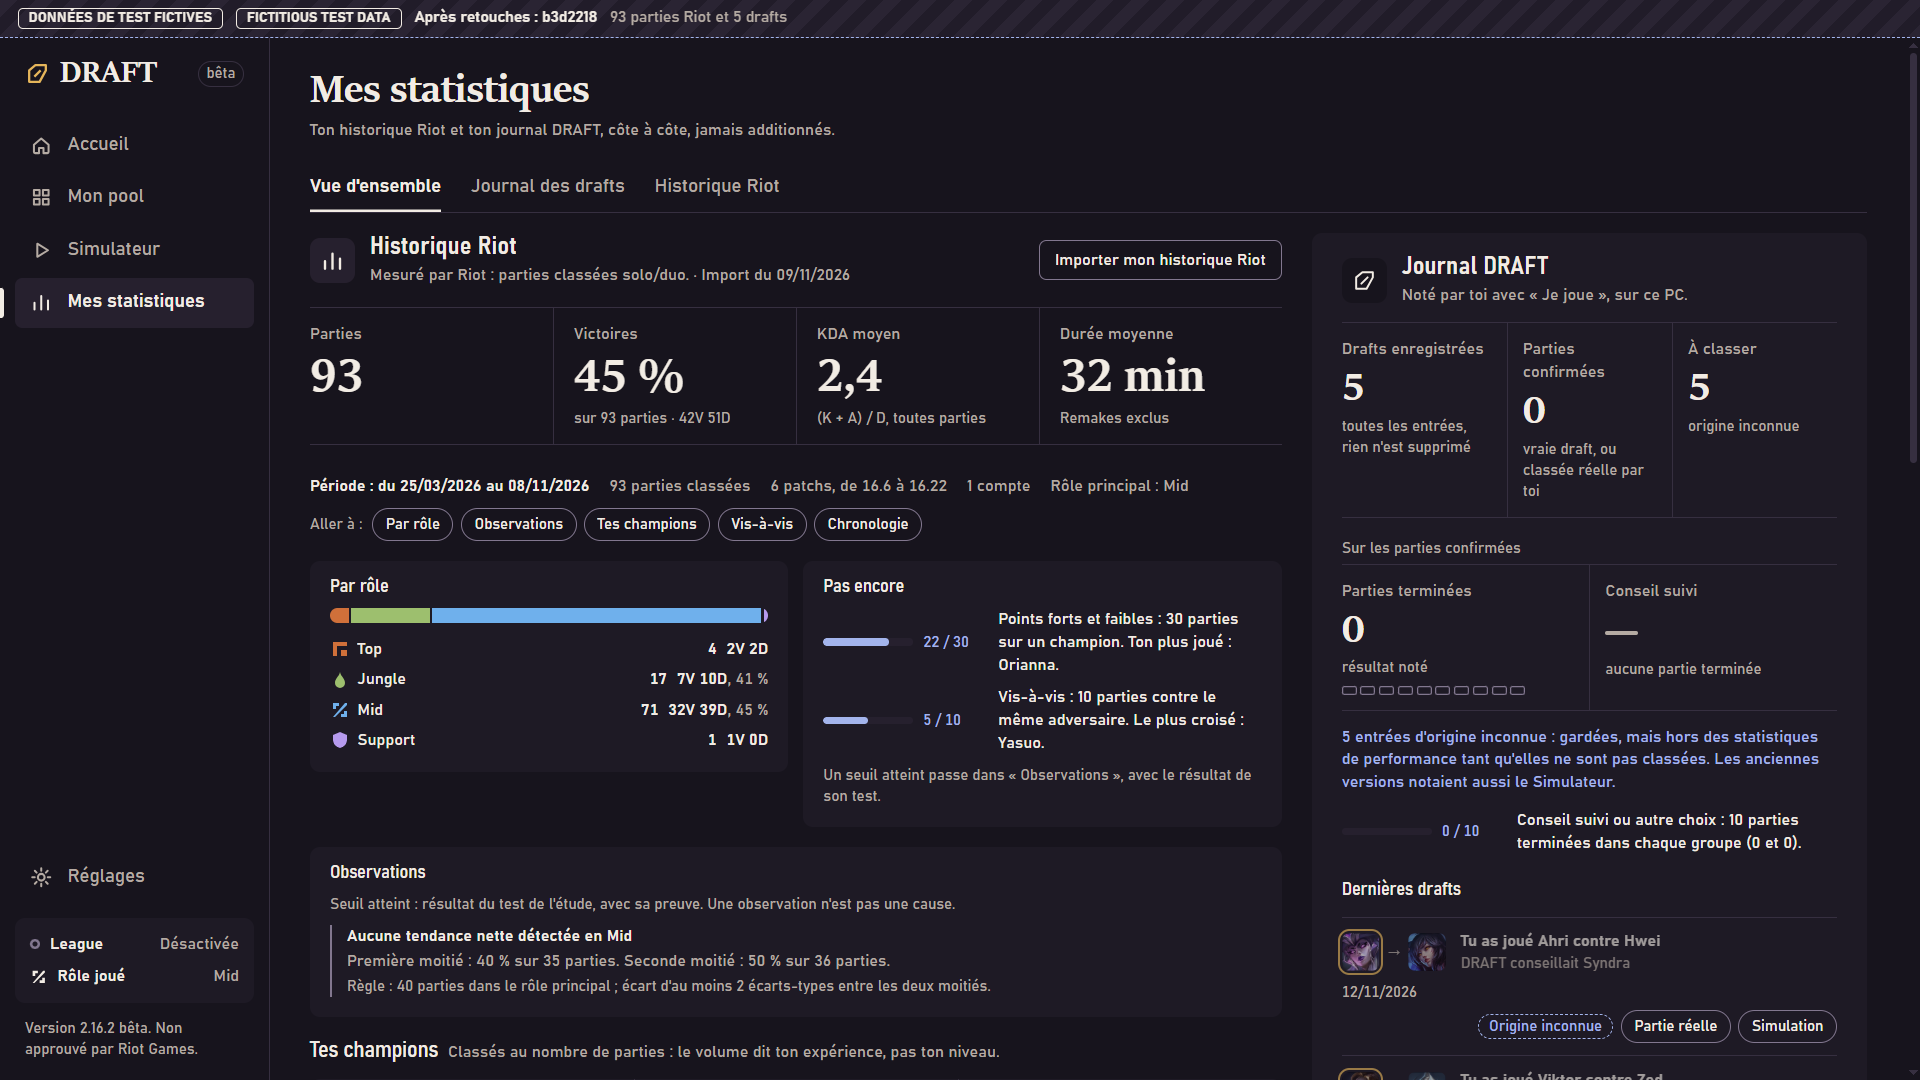 DONNÉES DE TEST FICTIVES FICTITIOUS TEST DATA Après retouches : b3d2218 93 parties Riot et 5 drafts
DRAFT bêta
Accueil
Mon pool
Simulateur
Mes statistiques
Réglages
League Désactivée
Rôle joué Mid
Version 2.16.2 bêta. Non
approuvé par Riot Games.
Mes statistiques
Ton historique Riot et ton journal DRAFT, côte à côte, jamais additionnés.
Vue d'ensemble Journal des drafts Historique Riot
Historique Riot
Mesuré par Riot : parties classées solo/duo. · Import du 09/11/2026
Importer mon historique Riot
Parties
93
Victoires
45 %
sur 93 parties · 42V 51D
KDA moyen
2,4
(K + A) / D, toutes parties
Durée moyenne
32 min
Remakes exclus
Période : du 25/03/2026 au 08/11/2026 93 parties classées 6 patchs, de 16.6 à 16.22 1 compte Rôle principal : Mid
Aller à : Par rôle Observations Tes champions Vis-à-vis Chronologie
Par rôle
Top 4 2V 2D
Jungle 17 7V 10D, 41 %
Mid 71 32V 39D, 45 %
Support 1 1V 0D
Pas encore
22 / 30
Points forts et faibles : 30 parties
sur un champion. Ton plus joué :
Orianna.
5 / 10
Vis-à-vis : 10 parties contre le
même adversaire. Le plus croisé :
Yasuo.
Un seuil atteint passe dans « Observations », avec le résultat de
son test.
Observations
Seuil atteint : résultat du test de l'étude, avec sa preuve. Une observation n'est pas une cause.
Aucune tendance nette détectée en Mid
Première moitié : 40 % sur 35 parties. Seconde moitié : 50 % sur 36 parties.
Règle : 40 parties dans le rôle principal ; écart d'au moins 2 écarts-types entre les deux moitiés.
Tes champions Classés au nombre de parties : le volume dit ton expérience, pas ton niveau.
Journal DRAFT
Noté par toi avec « Je joue », sur ce PC.
Drafts enregistrées
5
toutes les entrées,
rien n'est supprimé
Parties
confirmées
0
vraie draft, ou
classée réelle par
toi
À classer
5
origine inconnue
Sur les parties confirmées
Parties terminées
0
résultat noté
Conseil suivi
—
aucune partie terminée
5 entrées d'origine inconnue : gardées, mais hors des statistiques
de performance tant qu'elles ne sont pas classées. Les anciennes
versions notaient aussi le Simulateur.
0 / 10
Conseil suivi ou autre choix : 10 parties
terminées dans chaque groupe (0 et 0).
Dernières drafts
→
Tu as joué Ahri contre Hwei
DRAFT conseillait Syndra
12/11/2026
Origine inconnue Partie réelle Simulation
Tu as joué Viktor contre Zed